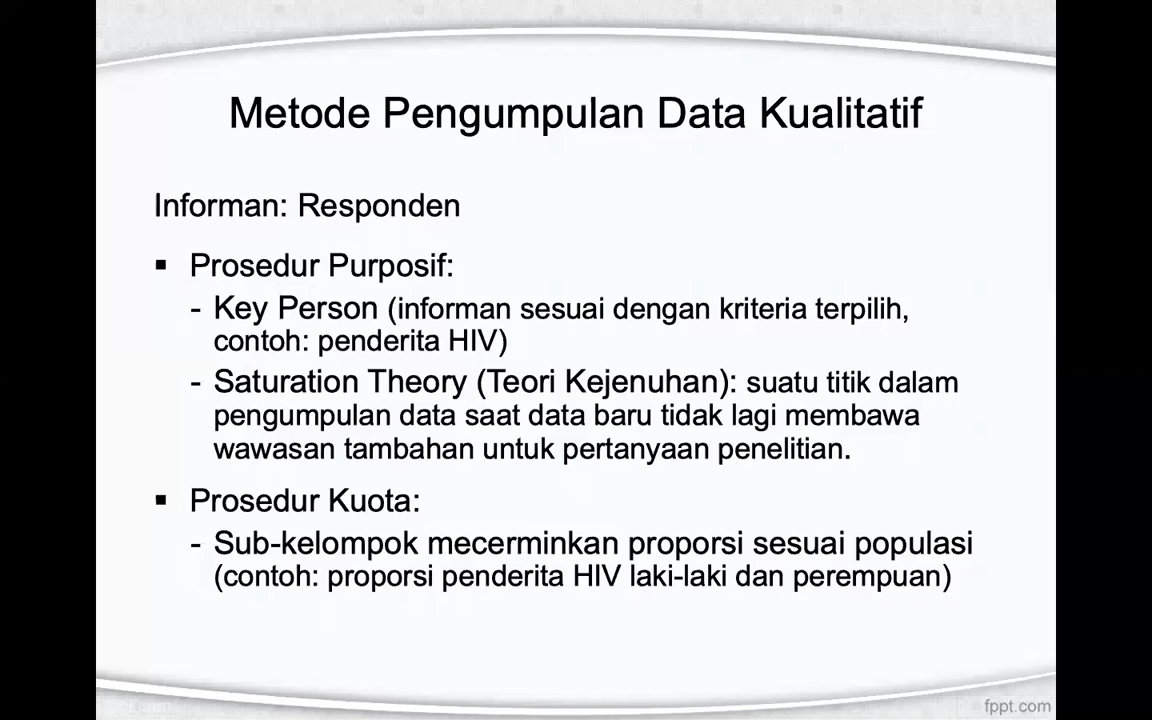 Metode Pengumpulan Data Kualitatif
Informan: Responden
▪ Prosedur Purposif:
- Key Person (informan sesuai dengan kriteria terpilih,
contoh: penderita HIV)
- Saturation Theory (Teori Kejenuhan): suatu titik dalam
pengumpulan data saat data baru tidak lagi membawa
wawasan tambahan untuk pertanyaan penelitian.
▪ Prosedur Kuota:
- Sub-kelompok mecerminkan proporsi sesuai populasi
(contoh: proporsi penderita HIV laki-laki dan perempuan)
fppt.com